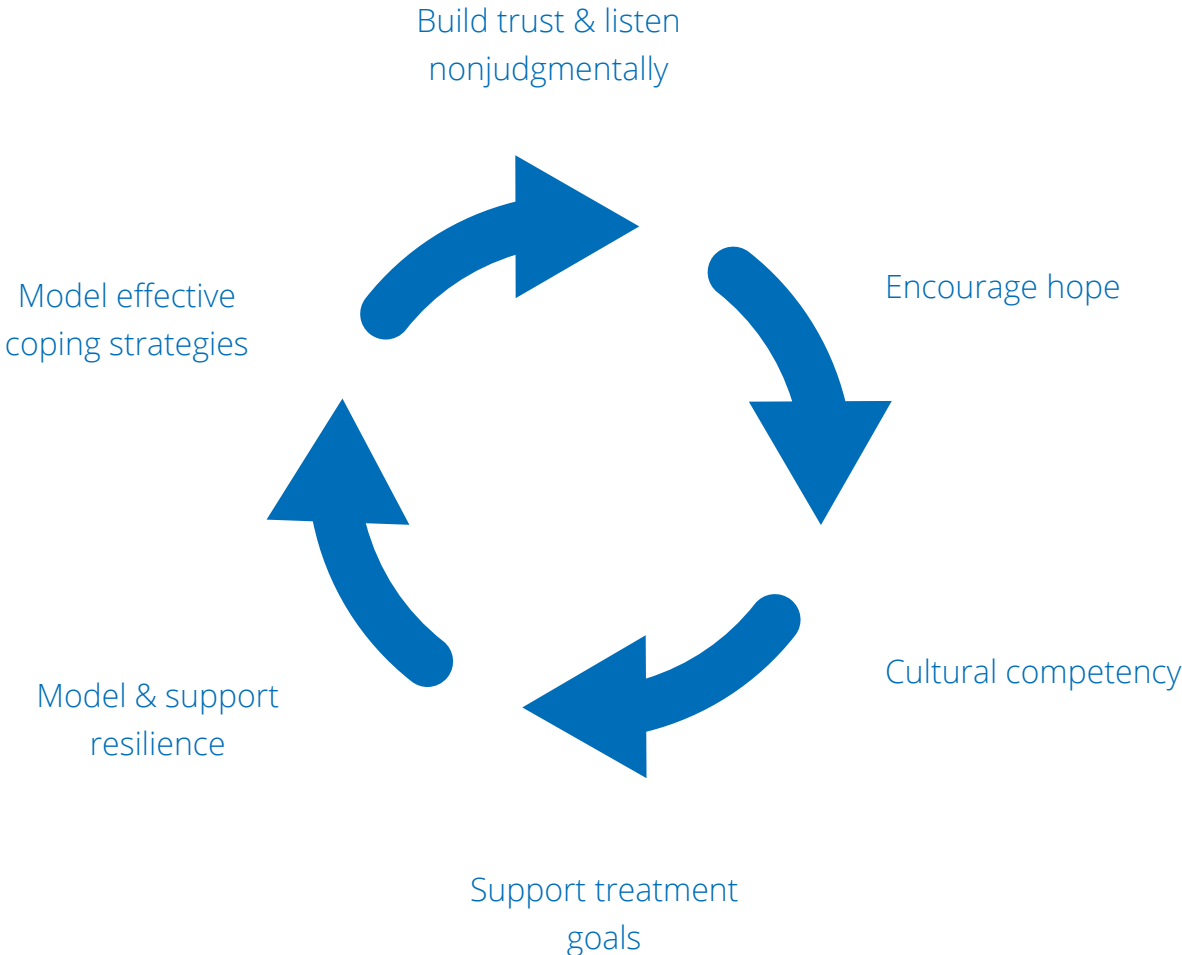 Build trust & listen
nonjudgmentally
Encourage hope
Cultural competency
Support treatment
goals
Model & support
resilience
Model effective
coping strategies